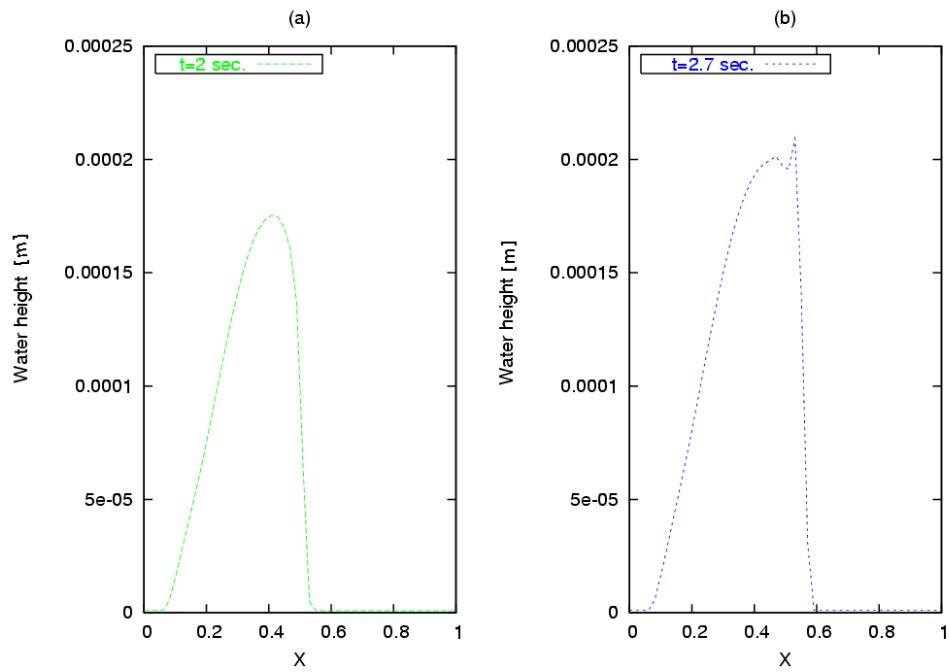 (a)
0.00025
0.0002
0.00015
0.0001
5e-05
0
Water height [m]
t=2 sec.
0 0.2 0.4 0.6 0.8 1
X
(b)
0.00025
0.0002
0.00015
0.0001
5e-05
0
Water height [m]
t=2.7 sec.
0 0.2 0.4 0.6 0.8 1
X